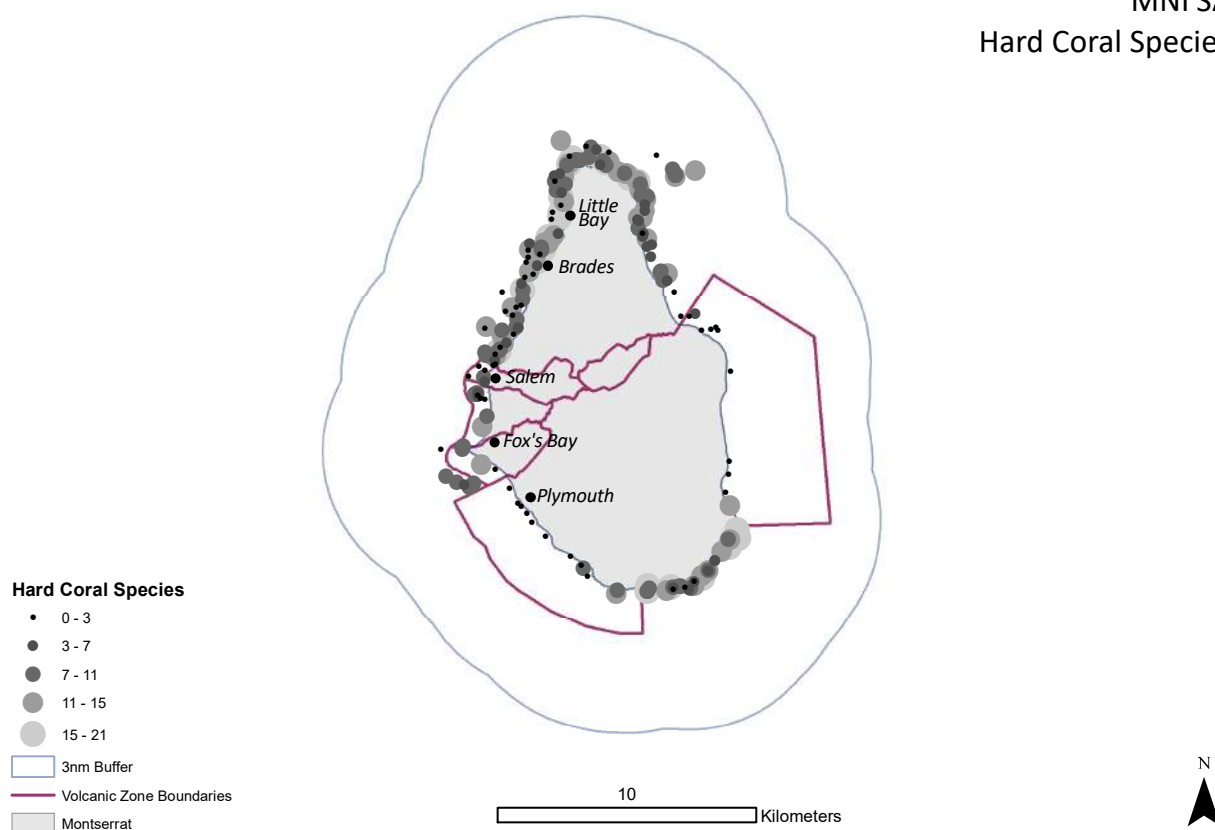 MNI
Hard Coral
Little
Bay
Brades
Salem
Fox's Bay
Plymouth
Hard Coral Species
0 - 3
3 - 7
7 - 11
11 - 15
15 - 21
3nm Buffer
Volcanic Zone Boundaries
Montserrat
10
Kilometers
N